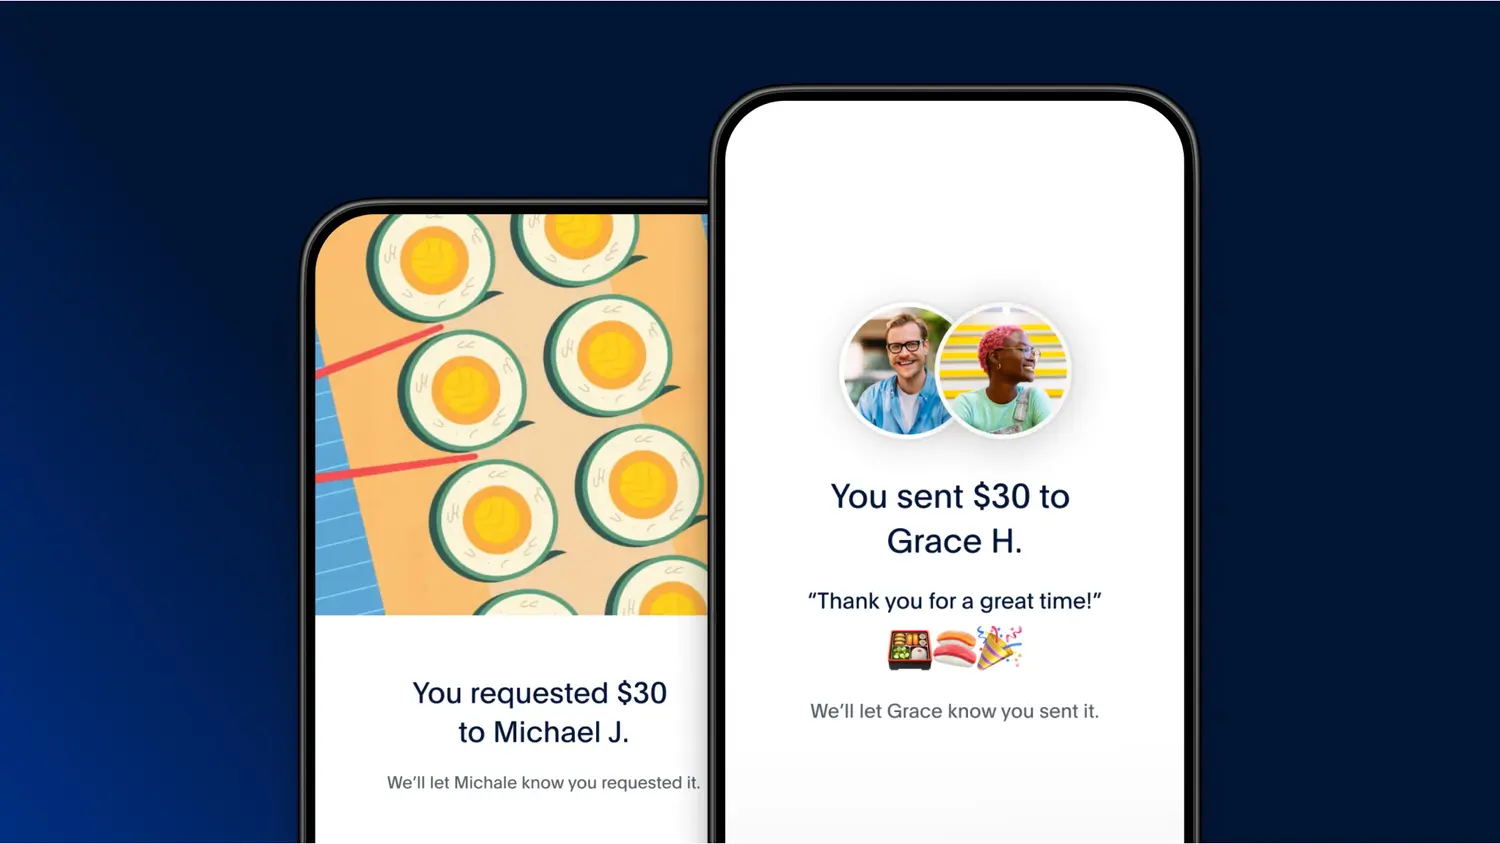 You requested $30
to Michael J.
We’ll let Michale know you requested it.
You sent $30 to
Grace H.
“Thank you for a great time!”
🍱🍣🎉
We’ll let Grace know you sent it.